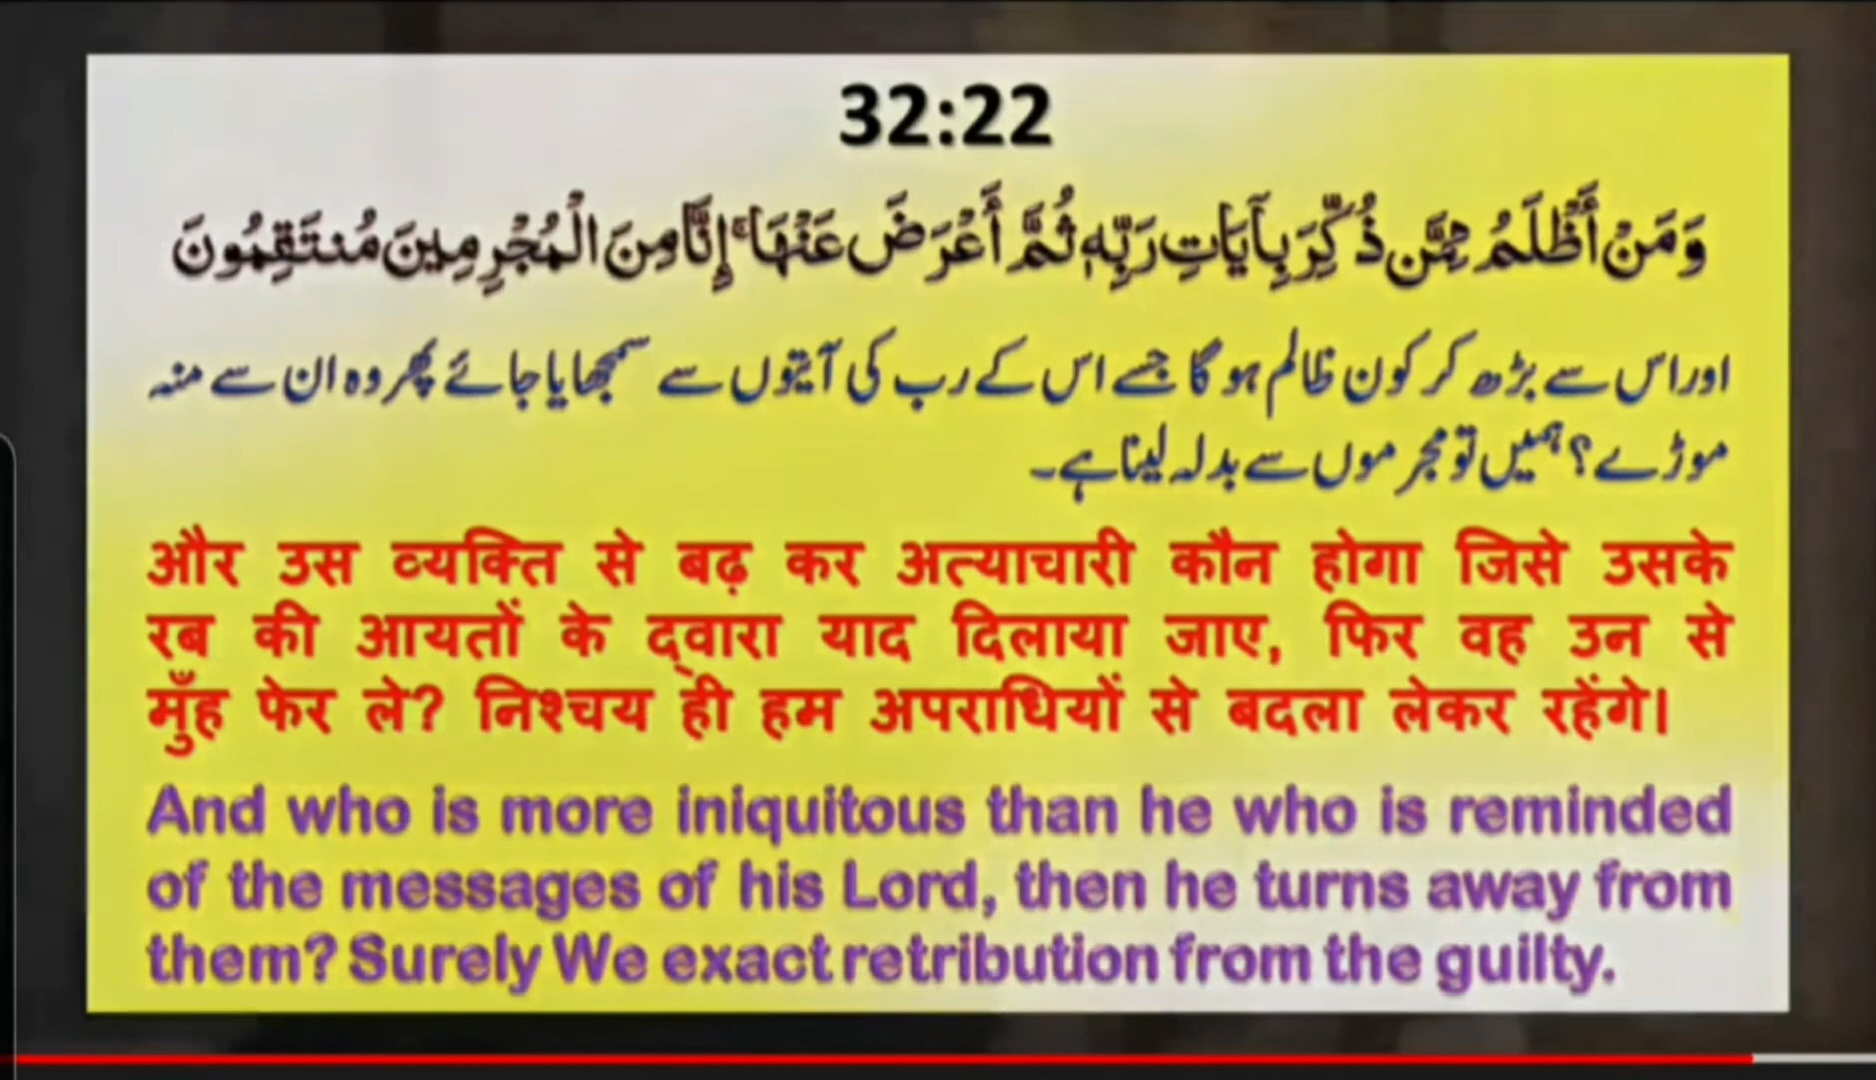 32:22
وَمَنْ أَظْلَمُ مِمَّن ذُكِّرَ بِآيَاتِ رَبِّهِ ثُمَّ أَعْرَضَ عَنْهَا ۚ إِنَّا مِنَ الْمُجْرِمِينَ مُنتَقِمُونَ
اور اس سے بڑھ کر کون ظالم ہو گا جسے اس کے رب کی آیتوں سے سمجھایا جائے پھر وہ ان سے منہ
موڑے؟ ہمیں تو مجرموں سے بدلہ لینا ہے۔
और उस व्यक्ति से बढ़ कर अत्याचारी कौन होगा जिसे उसके
रब की आयतों के द्वारा याद दिलाया जाए, फिर वह उन से
मुँह फेर ले? निश्चय ही हम अपराधियों से बदला लेकर रहेंगे।
And who is more iniquitous than he who is reminded
of the messages of his Lord, then he turns away from
them? Surely We exact retribution from the guilty.